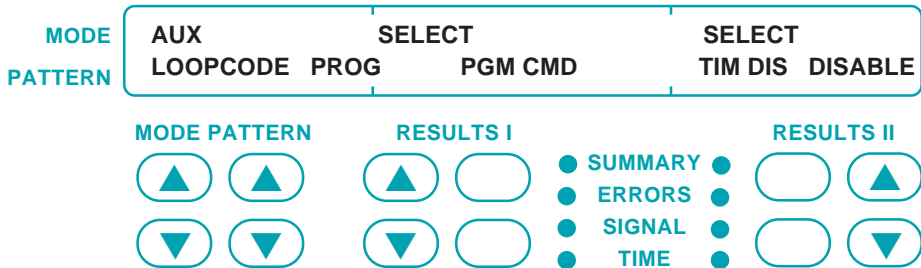 MODE AUX SELECT SELECT
PATTERN LOOPCODE PROG PGM CMD TIM DIS DISABLE
MODE PATTERN RESULTS I RESULTS II
SUMMARY
ERRORS
SIGNAL
TIME